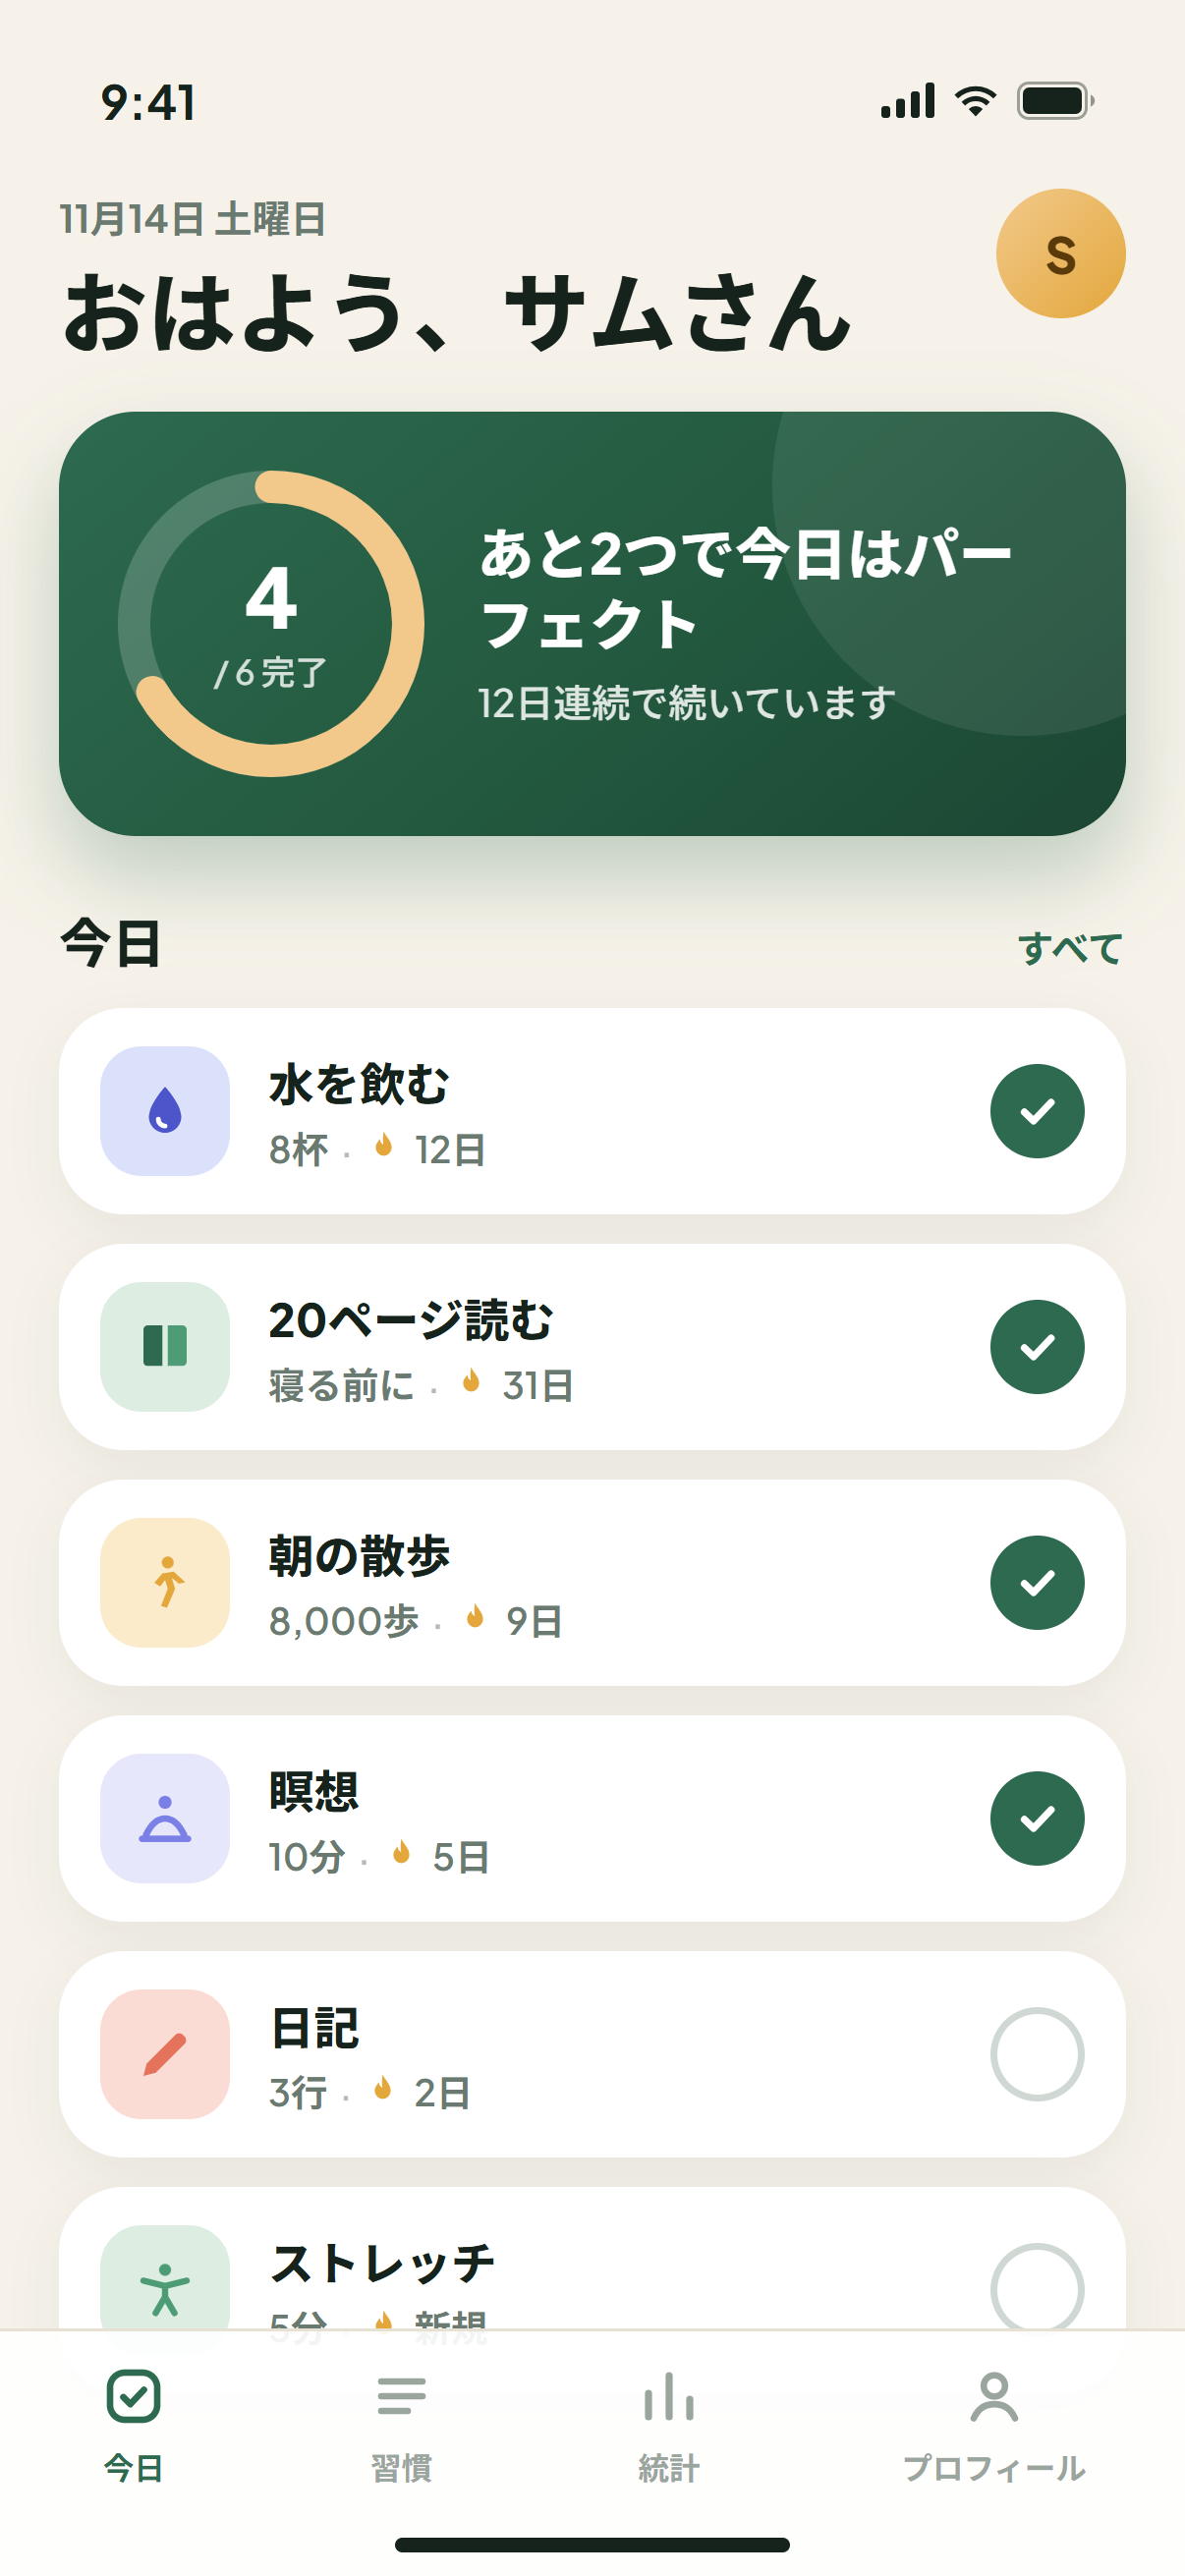 9:41
11月14日 土曜日
おはよう、サムさん
S
4
/ 6 完了
あと2つで今日はパー
フェクト
12日連続で続いています
今日
すべて
水を飲む
8杯 · 12日
20ページ読む
寝る前に · 31日
朝の散歩
8,000歩 · 9日
瞑想
10分 · 5日
日記
3行 · 2日
ストレッチ
5分 · 新規
今日
習慣
統計
プロフィール